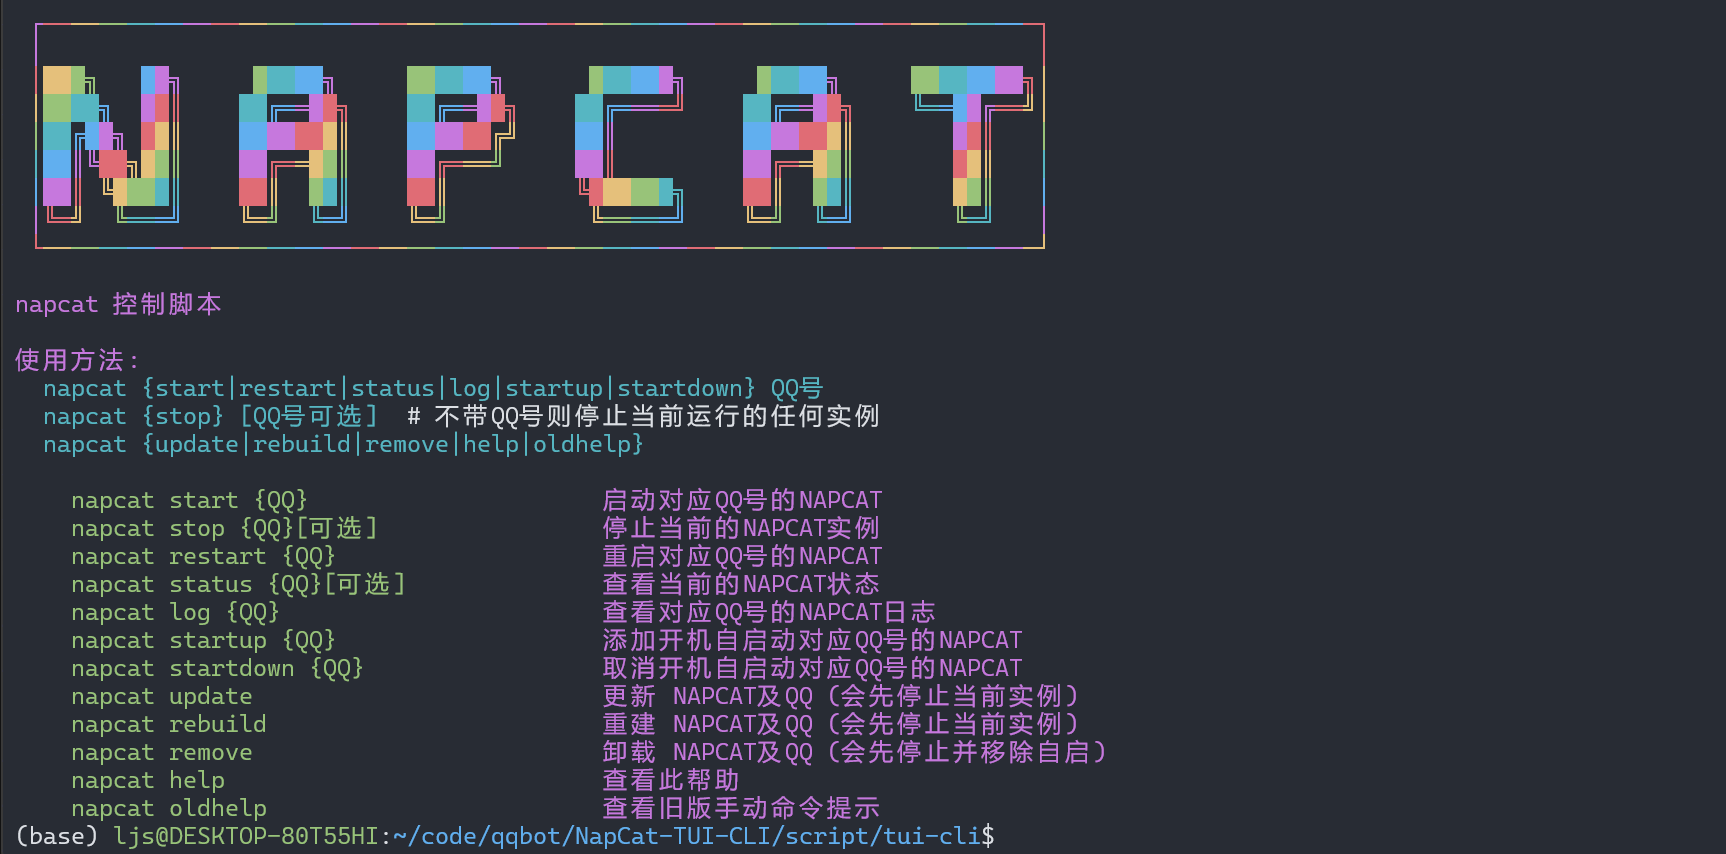 NAPCAT
napcat 控制脚本
使用方法:
napcat {start|restart|status|log|startup|startdown} QQ号
napcat {stop} [QQ号可选]  # 不带QQ号则停止当前运行的任何实例
napcat {update|rebuild|remove|help|oldhelp}
napcat start {QQ} 启动对应QQ号的NAPCAT
napcat stop {QQ}[可选] 停止当前的NAPCAT实例
napcat restart {QQ} 重启对应QQ号的NAPCAT
napcat status {QQ}[可选] 查看当前的NAPCAT状态
napcat log {QQ} 查看对应QQ号的NAPCAT日志
napcat startup {QQ} 添加开机自启动对应QQ号的NAPCAT
napcat startdown {QQ} 取消开机自启动对应QQ号的NAPCAT
napcat update 更新 NAPCAT及QQ (会先停止当前实例)
napcat rebuild 重建 NAPCAT及QQ (会先停止当前实例)
napcat remove 卸载 NAPCAT及QQ (会先停止并移除自启)
napcat help 查看此帮助
napcat oldhelp 查看旧版手动命令提示
(base) ljs@DESKTOP-80T55HI:~/code/qqbot/NapCat-TUI-CLI/script/tui-cli$